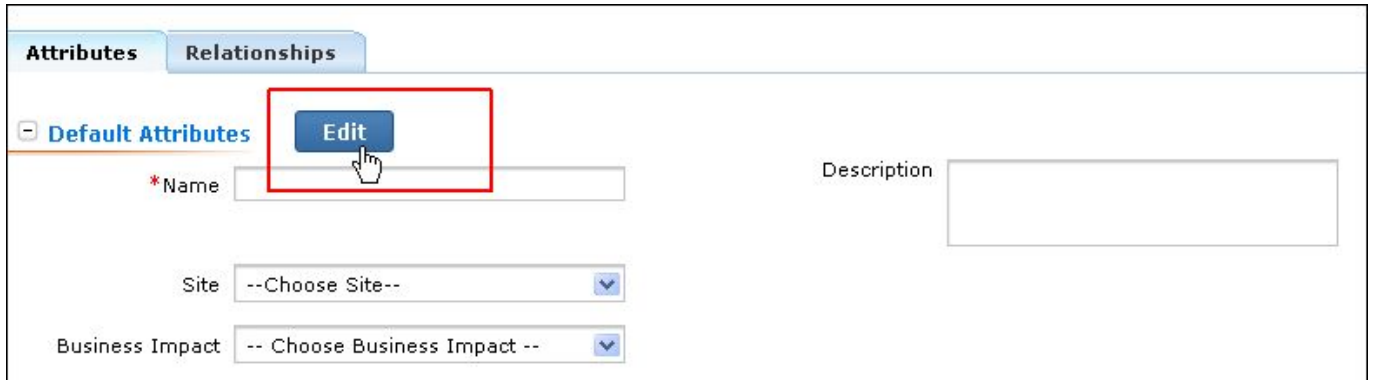 Attributes
Relationships
Default Attributes
Edit
*Name
Description
Site
--Choose Site--
Business Impact
-- Choose Business Impact --